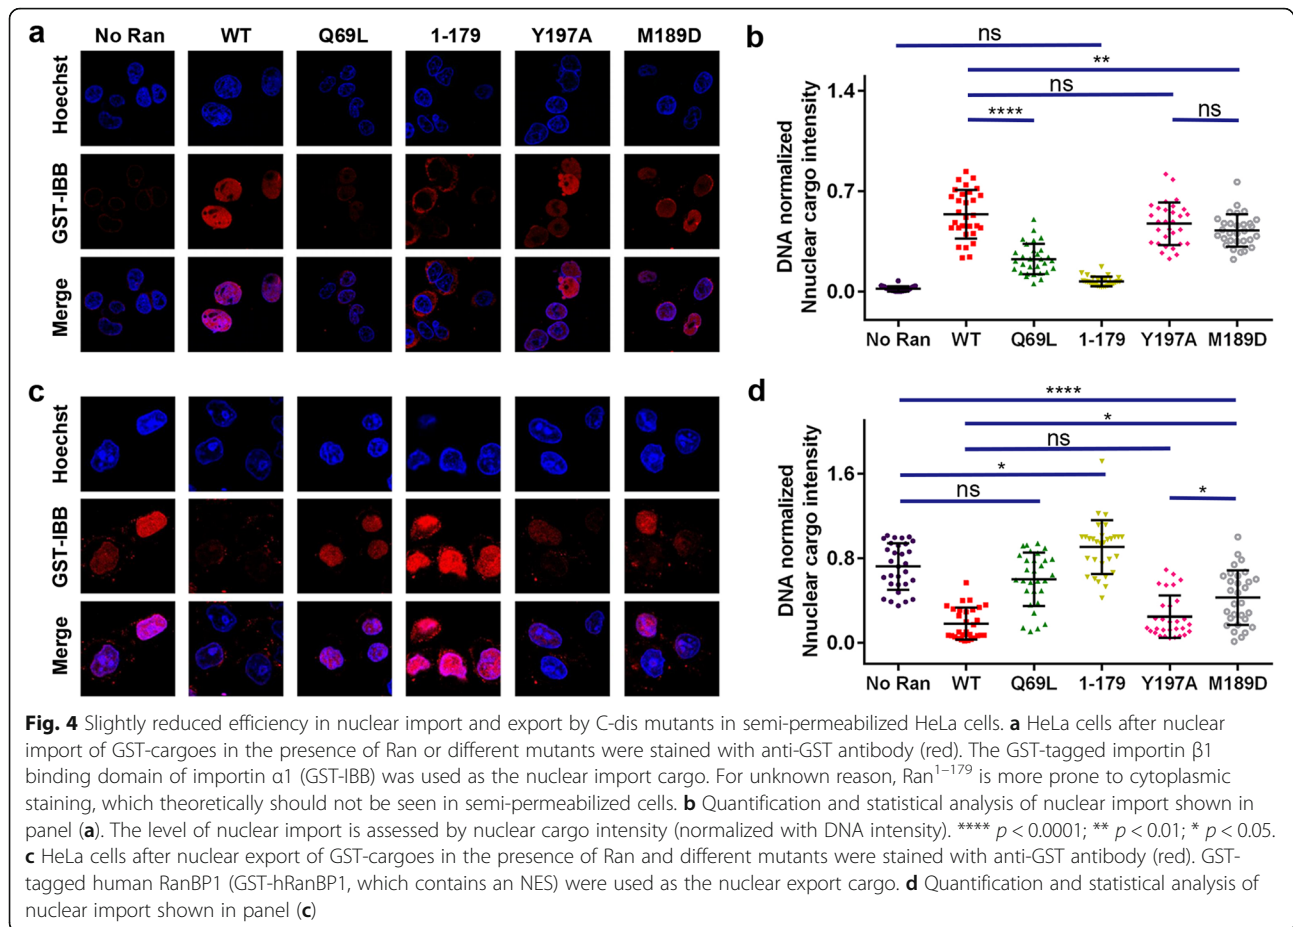 a
No Ran WT Q69L 1-179 Y197A M189D
Hoechst
GST-IBB
Merge
b
ns
**
ns
****
ns
DNA normalized
Nnuclear cargo intensity
1.4
0.7
0.0
No Ran WT Q69L 1-179 Y197A M189D
c
Hoechst
GST-IBB
Merge
d
****
*
ns
*
ns
*
DNA normalized
Nnuclear cargo intensity
1.6
0.8
0.0
No Ran WT Q69L 1-179 Y197A M189D
Fig. 4 Slightly reduced efficiency in nuclear import and export by C-dis mutants in semi-permeabilized HeLa cells. a HeLa cells after nuclear
import of GST-cargoes in the presence of Ran or different mutants were stained with anti-GST antibody (red). The GST-tagged importin β1
binding domain of importin α1 (GST-IBB) was used as the nuclear import cargo. For unknown reason, Ran1–179 is more prone to cytoplasmic
staining, which theoretically should not be seen in semi-permeabilized cells. b Quantification and statistical analysis of nuclear import shown in
panel (a). The level of nuclear import is assessed by nuclear cargo intensity (normalized with DNA intensity). **** p < 0.0001; ** p < 0.01; * p < 0.05.
c HeLa cells after nuclear export of GST-cargoes in the presence of Ran and different mutants were stained with anti-GST antibody (red). GST-
tagged human RanBP1 (GST-hRanBP1, which contains an NES) were used as the nuclear export cargo. d Quantification and statistical analysis of
nuclear import shown in panel (c)